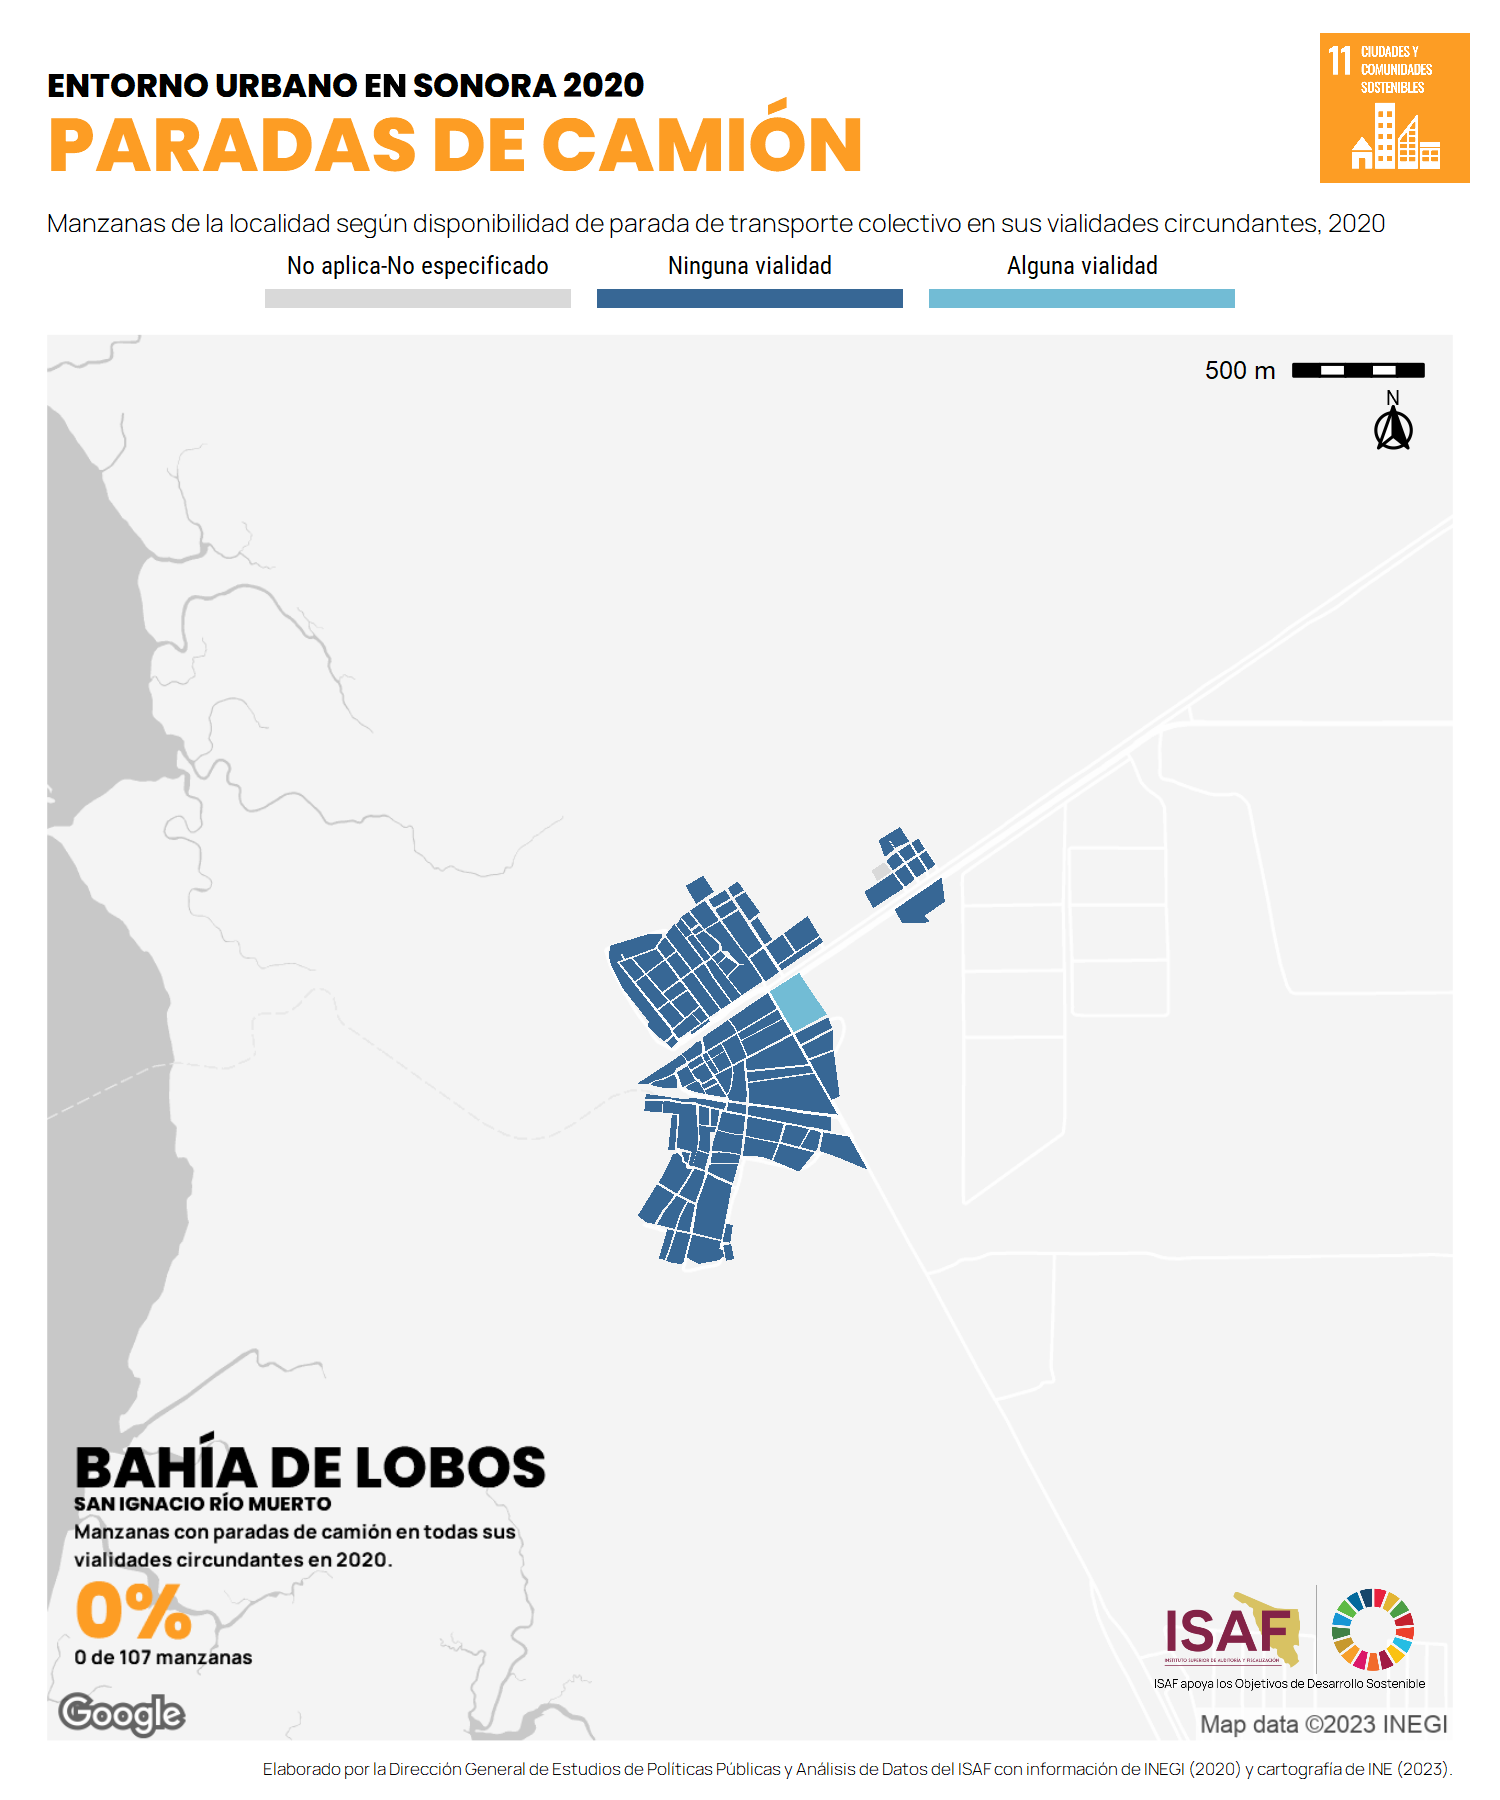 ENTORNO URBANO EN SONORA 2020
PARADAS DE CAMIÓN
11 CIUDADES Y
COMUNIDADES
SOSTENIBLES
Manzanas de la localidad según disponibilidad de parada de transporte colectivo en sus vialidades circundantes, 2020
No aplica-No especificado
Ninguna vialidad
Alguna vialidad
500 m
N
BAHÍA DE LOBOS
SAN IGNACIO RÍO MUERTO
Manzanas con paradas de camión en todas sus
vialidades circundantes en 2020.
0%
0 de 107 manzanas
Google
ISAF
INSTITUTO SUPERIOR DE AUDITORÍA Y FISCALIZACIÓN
ISAF apoya los Objetivos de Desarrollo Sostenible
Map data ©2023 INEGI
Elaborado por la Dirección General de Estudios de Políticas Públicas y Análisis de Datos del ISAF con información de INEGI (2020) y cartografía de INE (2023).